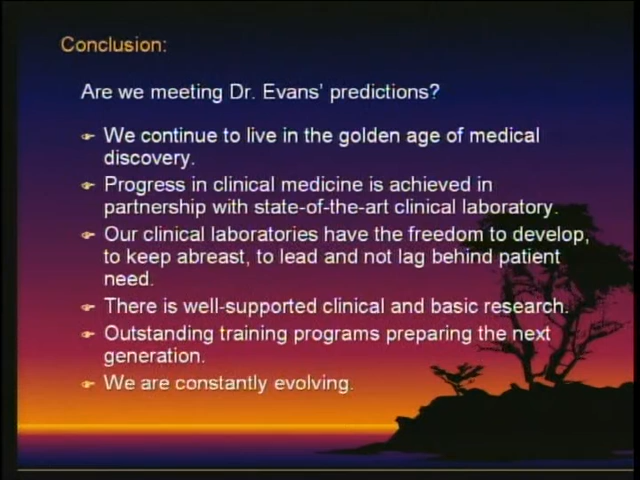 Conclusion:
Are we meeting Dr. Evans' predictions?
We continue to live in the golden age of medical
discovery.
Progress in clinical medicine is achieved in
partnership with state-of-the-art clinical laboratory.
Our clinical laboratories have the freedom to develop,
to keep abreast, to lead and not lag behind patient
need.
There is well-supported clinical and basic research.
Outstanding training programs preparing the next
generation.
We are constantly evolving.